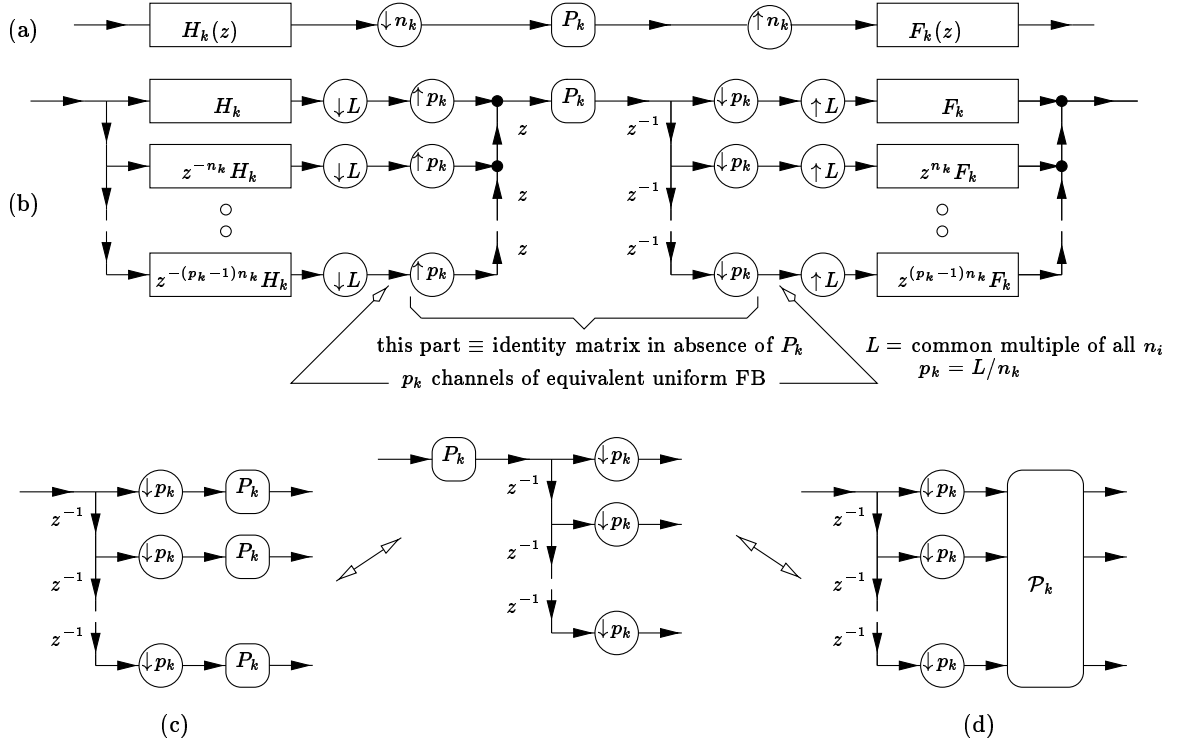 (a) H_k(z) ↓n_k P_k ↑n_k F_k(z)
H_k ↓L ↑p_k z P_k z^{-1} ↓p_k ↑L F_k
z^{-n_k}H_k ↓L ↑p_k z^{-1} ↓p_k ↑L z^{n_k}F_k
(b) z
z z^{-1}
z^{-(p_k-1)n_k}H_k ↓L ↑p_k ↓p_k ↑L z^{(p_k-1)n_k}F_k
this part ≡ identity matrix in absence of P_k
L = common multiple of all n_i
p_k = L/n_k
p_k channels of equivalent uniform FB
↓p_k P_k
z^{-1}
↓p_k P_k
z^{-1}
z^{-1}
↓p_k P_k
(c)
P_k ↓p_k
z^{-1}
↓p_k
z^{-1}
z^{-1}
↓p_k
↓p_k
z^{-1}
↓p_k
z^{-1}
z^{-1}
↓p_k
𝒫_k
(d)